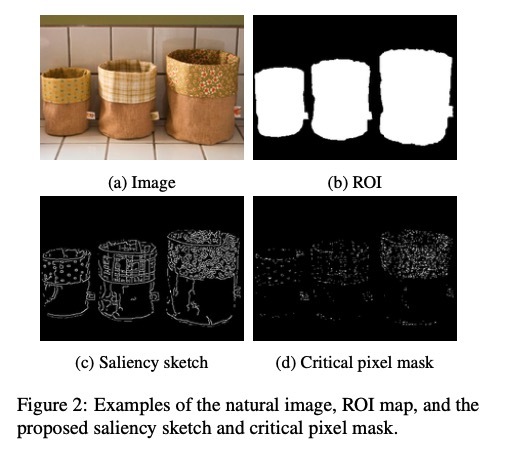 (a) Image
(b) ROI
(c) Saliency sketch
(d) Critical pixel mask
Figure 2: Examples of the natural image, ROI map, and the
proposed saliency sketch and critical pixel mask.